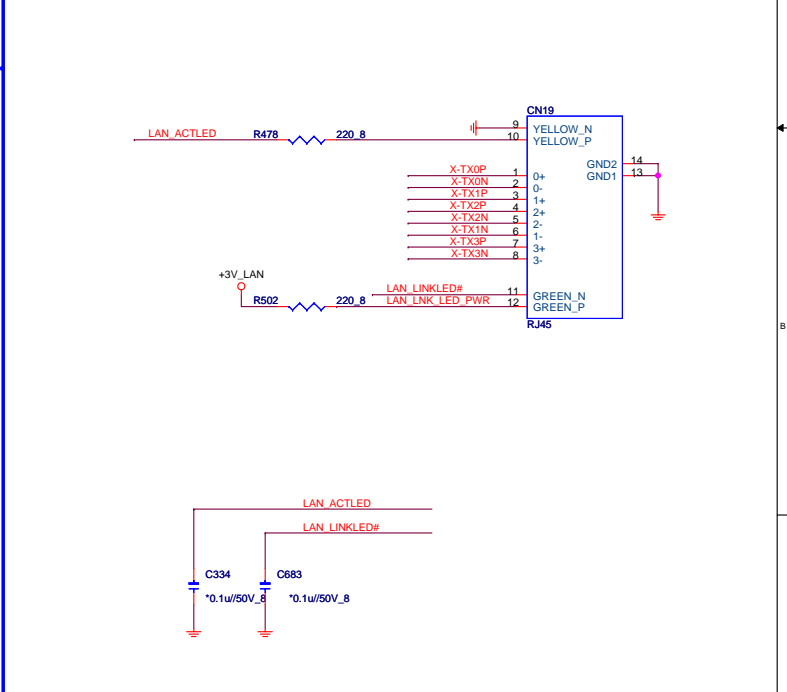 CN19
LAN_ACTLED R478 220_8 9 YELLOW_N
10 YELLOW_P
GND2 14
GND1 13
X-TX0P 1 0+
X-TX0N 2 0-
X-TX1P 3 1+
X-TX2P 4 2+
X-TX2N 5 2-
X-TX1N 6 1-
X-TX3P 7 3+
X-TX3N 8 3-
+3V_LAN
LAN_LINKLED# 11 GREEN_N
R502 220_8 LAN_LNK_LED_PWR 12 GREEN_P
RJ45
B
LAN_ACTLED
LAN_LINKLED#
C334 C683
*0.1u//50V_8 *0.1u//50V_8